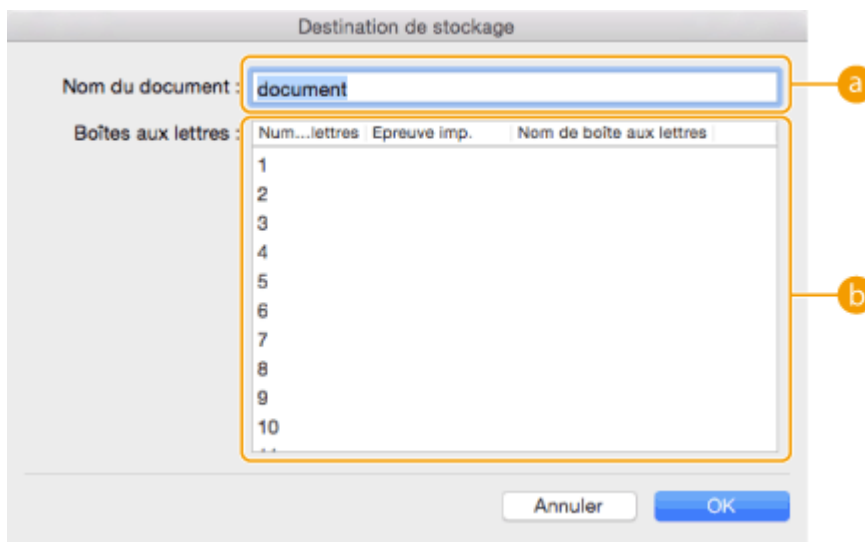 Destination de stockage
Nom du document : document
a
Boîtes aux lettres : Num...lettres Epreuve imp. Nom de boîte aux lettres
1
2
3
4
5
6
b
7
8
9
10
Annuler OK